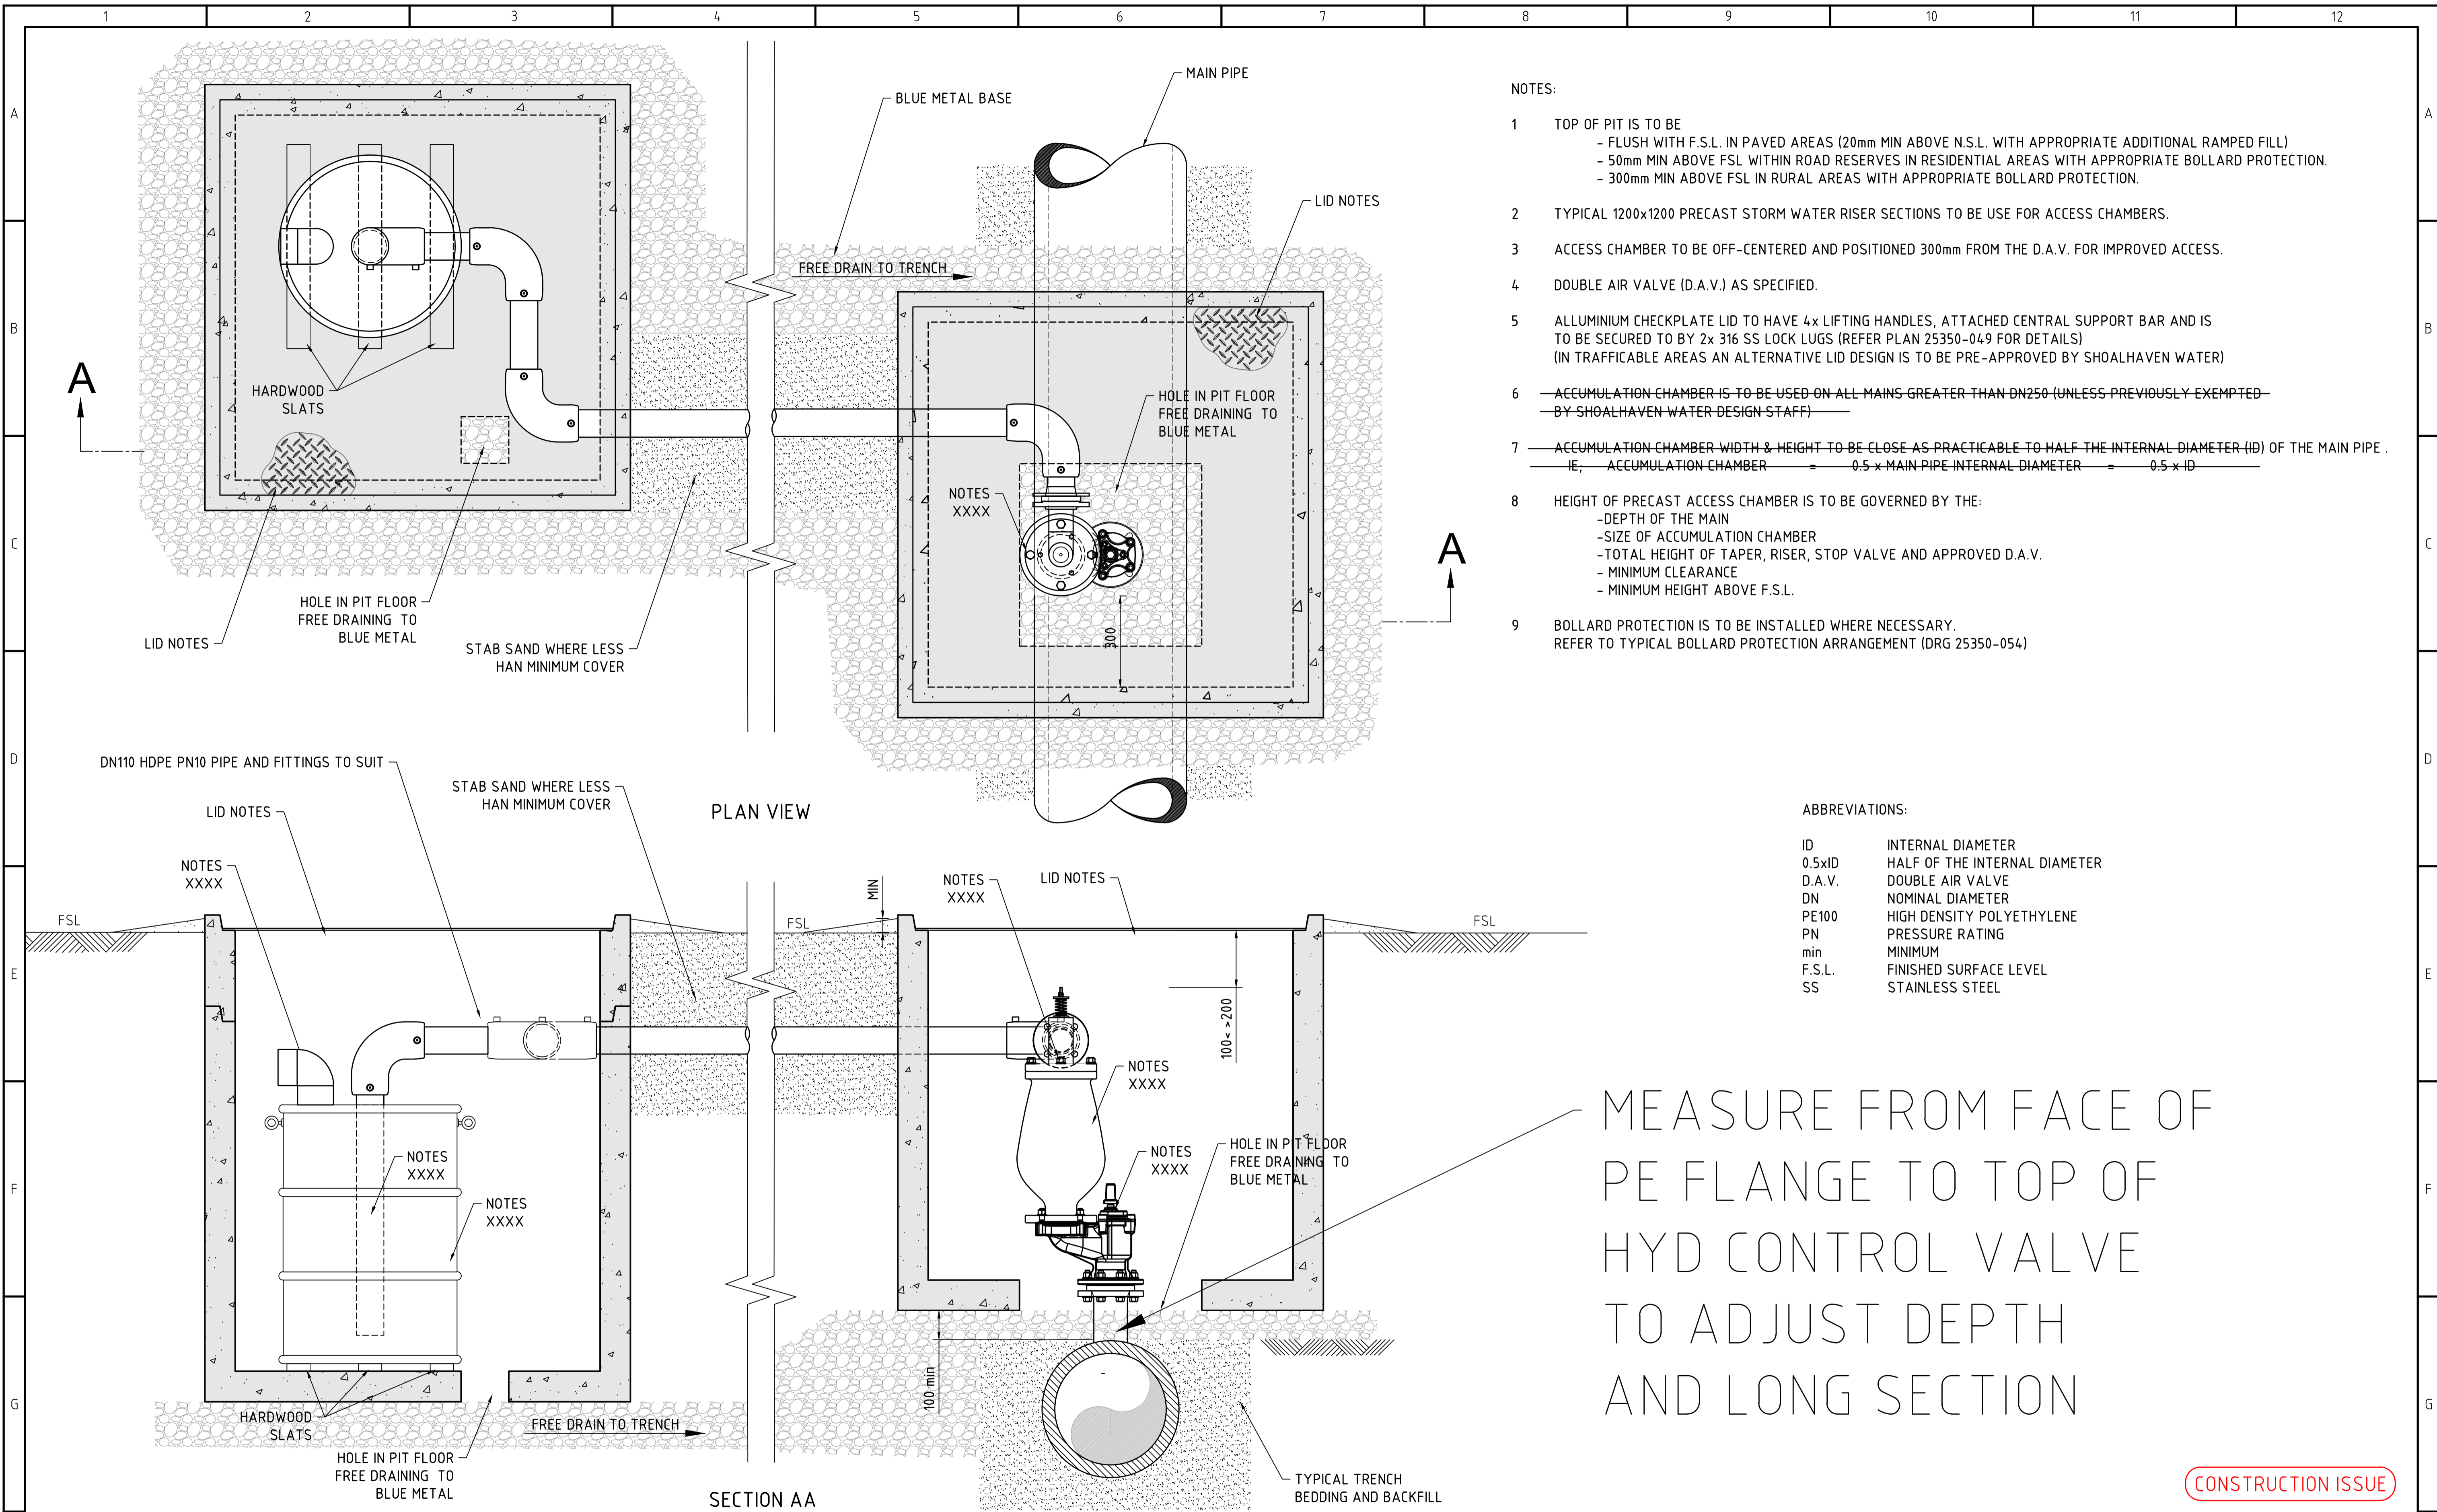 1 2 3 4 5 6 7 8 9 10 11 12
A
B
C
D
E
F
G
A
B
C
D
E
F
G
MAIN PIPE
BLUE METAL BASE
LID NOTES
FREE DRAIN TO TRENCH
HARDWOOD
SLATS
A
HOLE IN PIT FLOOR
FREE DRAINING TO
BLUE METAL
NOTES
XXXX
A
300
HOLE IN PIT FLOOR
FREE DRAINING TO
BLUE METAL
LID NOTES
STAB SAND WHERE LESS
HAN MINIMUM COVER
PLAN VIEW
DN110 HDPE PN10 PIPE AND FITTINGS TO SUIT
STAB SAND WHERE LESS
HAN MINIMUM COVER
LID NOTES
NOTES
XXXX
FSL
MIN
FSL
NOTES
XXXX
LID NOTES
FSL
100< >200
NOTES
XXXX
NOTES
XXXX
HOLE IN PIT FLOOR
FREE DRAINING TO
BLUE METAL
NOTES
XXXX
NOTES
XXXX
100 min
HARDWOOD
SLATS
FREE DRAIN TO TRENCH
HOLE IN PIT FLOOR
FREE DRAINING TO
BLUE METAL
TYPICAL TRENCH
BEDDING AND BACKFILL
SECTION AA
NOTES:
1 TOP OF PIT IS TO BE
- FLUSH WITH F.S.L. IN PAVED AREAS (20mm MIN ABOVE N.S.L. WITH APPROPRIATE ADDITIONAL RAMPED FILL)
- 50mm MIN ABOVE FSL WITHIN ROAD RESERVES IN RESIDENTIAL AREAS WITH APPROPRIATE BOLLARD PROTECTION.
- 300mm MIN ABOVE FSL IN RURAL AREAS WITH APPROPRIATE BOLLARD PROTECTION.
2 TYPICAL 1200x1200 PRECAST STORM WATER RISER SECTIONS TO BE USE FOR ACCESS CHAMBERS.
3 ACCESS CHAMBER TO BE OFF-CENTERED AND POSITIONED 300mm FROM THE D.A.V. FOR IMPROVED ACCESS.
4 DOUBLE AIR VALVE (D.A.V.) AS SPECIFIED.
5 ALLUMINIUM CHECKPLATE LID TO HAVE 4x LIFTING HANDLES, ATTACHED CENTRAL SUPPORT BAR AND IS
TO BE SECURED TO BY 2x 316 SS LOCK LUGS (REFER PLAN 25350-049 FOR DETAILS)
(IN TRAFFICABLE AREAS AN ALTERNATIVE LID DESIGN IS TO BE PRE-APPROVED BY SHOALHAVEN WATER)
6 ACCUMULATION CHAMBER IS TO BE USED ON ALL MAINS GREATER THAN DN250 (UNLESS PREVIOUSLY EXEMPTED
BY SHOALHAVEN WATER DESIGN STAFF)
7 ACCUMULATION CHAMBER WIDTH & HEIGHT TO BE CLOSE AS PRACTICABLE TO HALF THE INTERNAL DIAMETER (ID) OF THE MAIN PIPE .
IE; ACCUMULATION CHAMBER = 0.5 x MAIN PIPE INTERNAL DIAMETER = 0.5 x ID
8 HEIGHT OF PRECAST ACCESS CHAMBER IS TO BE GOVERNED BY THE:
-DEPTH OF THE MAIN
-SIZE OF ACCUMULATION CHAMBER
-TOTAL HEIGHT OF TAPER, RISER, STOP VALVE AND APPROVED D.A.V.
- MINIMUM CLEARANCE
- MINIMUM HEIGHT ABOVE F.S.L.
9 BOLLARD PROTECTION IS TO BE INSTALLED WHERE NECESSARY.
REFER TO TYPICAL BOLLARD PROTECTION ARRANGEMENT (DRG 25350-054)
ABBREVIATIONS:
ID INTERNAL DIAMETER
0.5xID HALF OF THE INTERNAL DIAMETER
D.A.V. DOUBLE AIR VALVE
DN NOMINAL DIAMETER
PE100 HIGH DENSITY POLYETHYLENE
PN PRESSURE RATING
min MINIMUM
F.S.L. FINISHED SURFACE LEVEL
SS STAINLESS STEEL
MEASURE FROM FACE OF
PE FLANGE TO TOP OF
HYD CONTROL VALVE
TO ADJUST DEPTH
AND LONG SECTION
CONSTRUCTION ISSUE